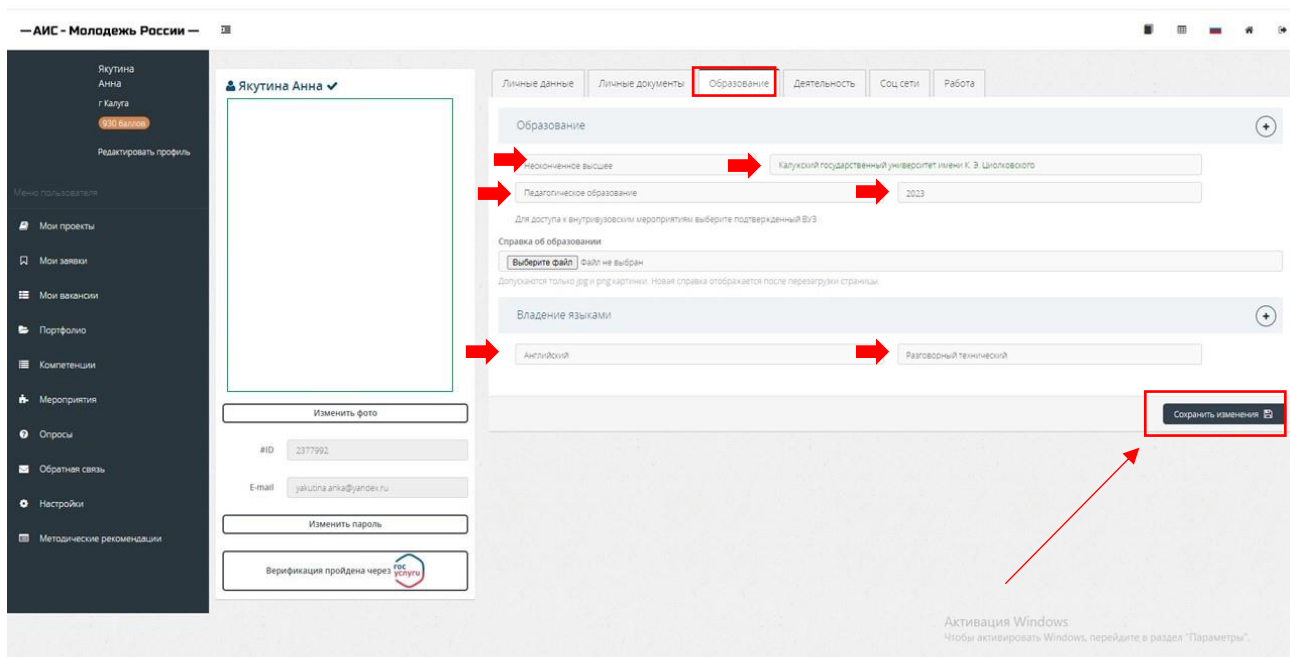 —АИС - Молодежь России —
Якутина
Анна
г Калуга
930 баллов
Редактировать профиль
Меню пользователя
Мои проекты
Мои заявки
Мои вакансии
Портфолио
Компетенции
Мероприятия
Опросы
Обратная связь
Настройки
Методические рекомендации
Якутина Анна
Изменить фото
#ID 2377992
E-mail yakutina.anka@yandex.ru
Изменить пароль
Верификация пройдена через гос услуги
Личные данные Личные документы Образование Деятельность Соц сети Работа
Образование
Неоконченное высшее Калужский государственный университет имени К. Э. Циолковского
Педагогическое образование 2023
Для доступа к внутривузовским мероприятиям выберите подтвержденный ВУЗ
Справка об образовании
Выберите файл Файл не выбран
Допускаются только jpg и png картинки. Новая справка отображается после перезагрузки страницы.
Владение языками
Английский Разговорный технический
Сохранить изменения
Активация Windows
Чтобы активировать Windows, перейдите в раздел "Параметры".